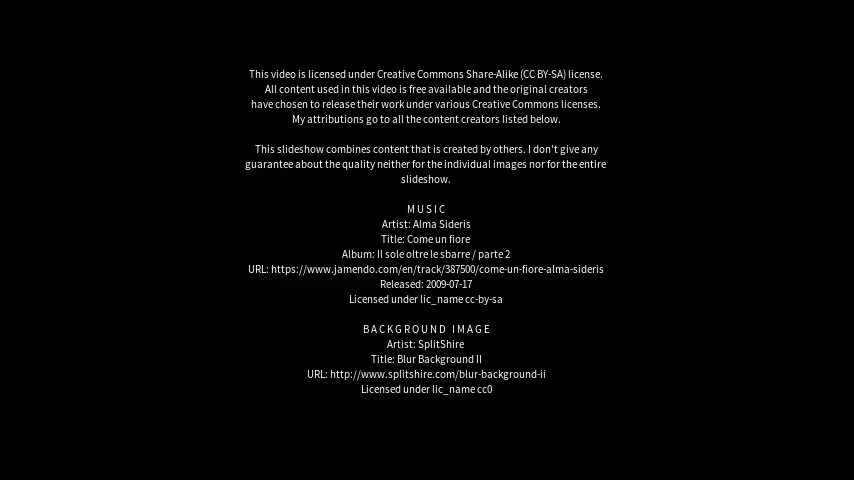 This video is licensed under Creative Commons Share-Alike (CC BY-SA) license.
All content used in this video is free available and the original creators
have chosen to release their work under various Creative Commons licenses.
My attributions go to all the content creators listed below.
This slideshow combines content that is created by others. I don't give any
guarantee about the quality neither for the individual images nor for the entire
slideshow.
MUSIC
Artist: Alma Sideris
Title: Come un fiore
Album: Il sole oltre le sbarre / parte 2
URL: https://www.jamendo.com/en/track/387500/come-un-fiore-alma-sideris
Released: 2009-07-17
Licensed under lic_name cc-by-sa
BACKGROUND IMAGE
Artist: SplitShire
Title: Blur Background II
URL: http://www.splitshire.com/blur-background-ii
Licensed under lic_name cc0